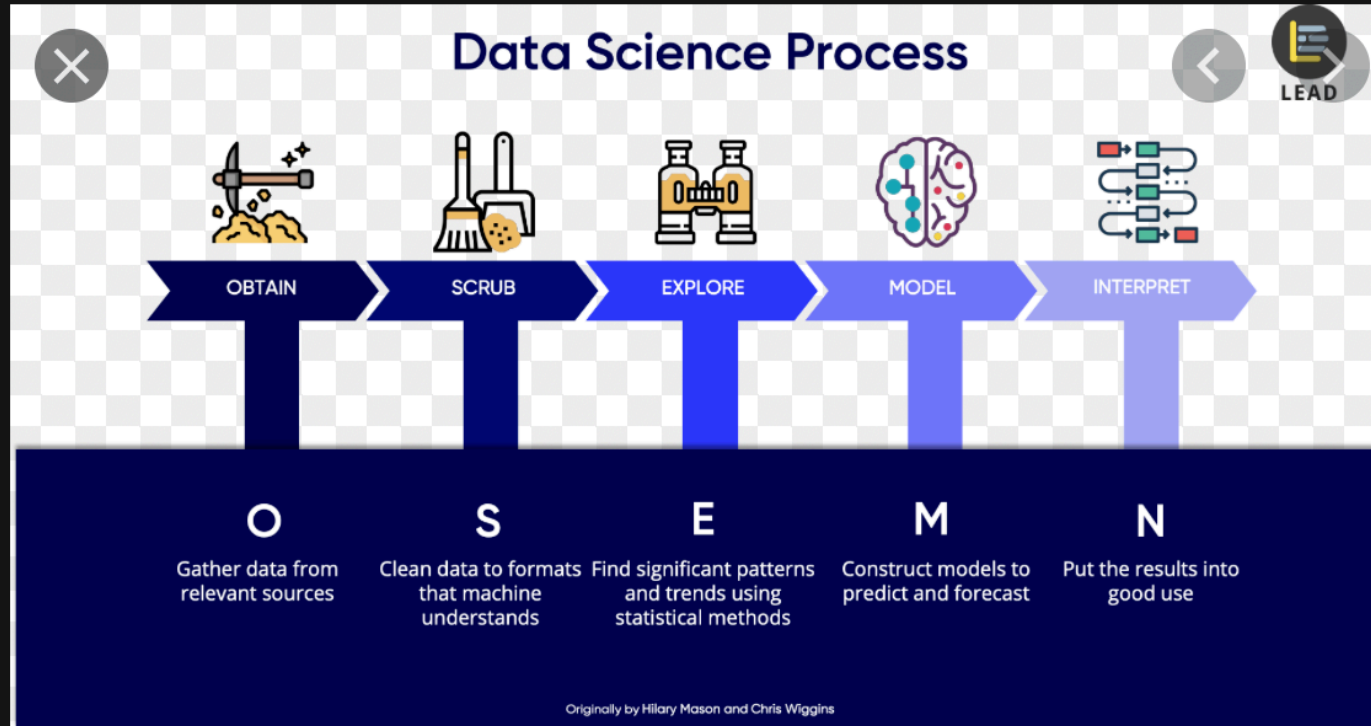 Data Science Process
LEAD
OBTAIN
SCRUB
EXPLORE
MODEL
INTERPRET
O
Gather data from
relevant sources
S
Clean data to formats
that machine
understands
E
Find significant patterns
and trends using
statistical methods
M
Construct models to
predict and forecast
N
Put the results into
good use
Originally by Hilary Mason and Chris Wiggins